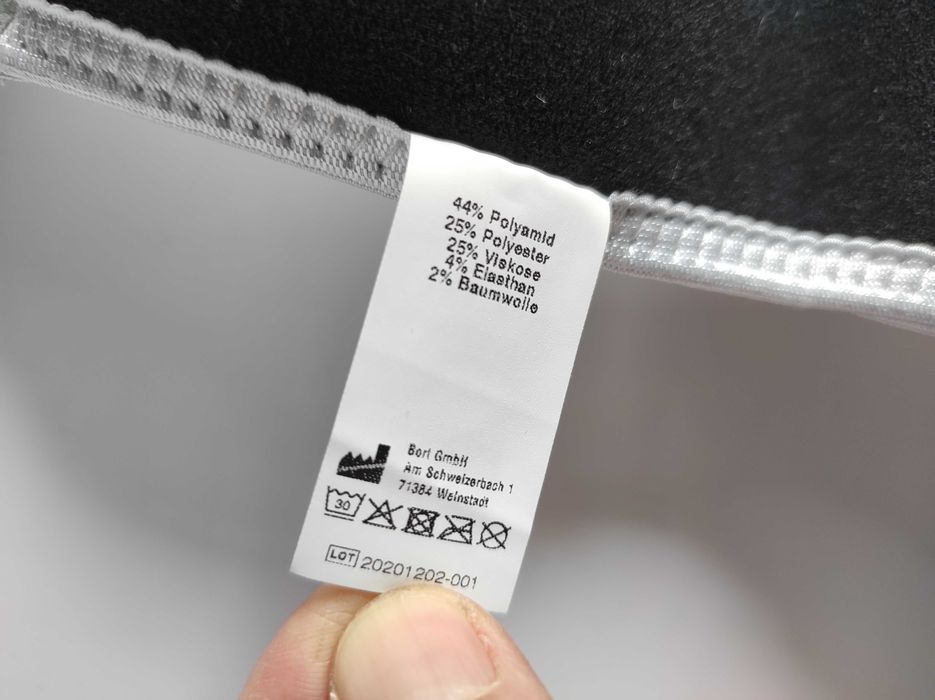 44% Polyamid
25% Polyester
25% Viskose
4% Elasthan
2% Baumwolle
Bort GmbH
Am Schweizerbach 1
71384 Weinstadt
30
LOT 20201202-001